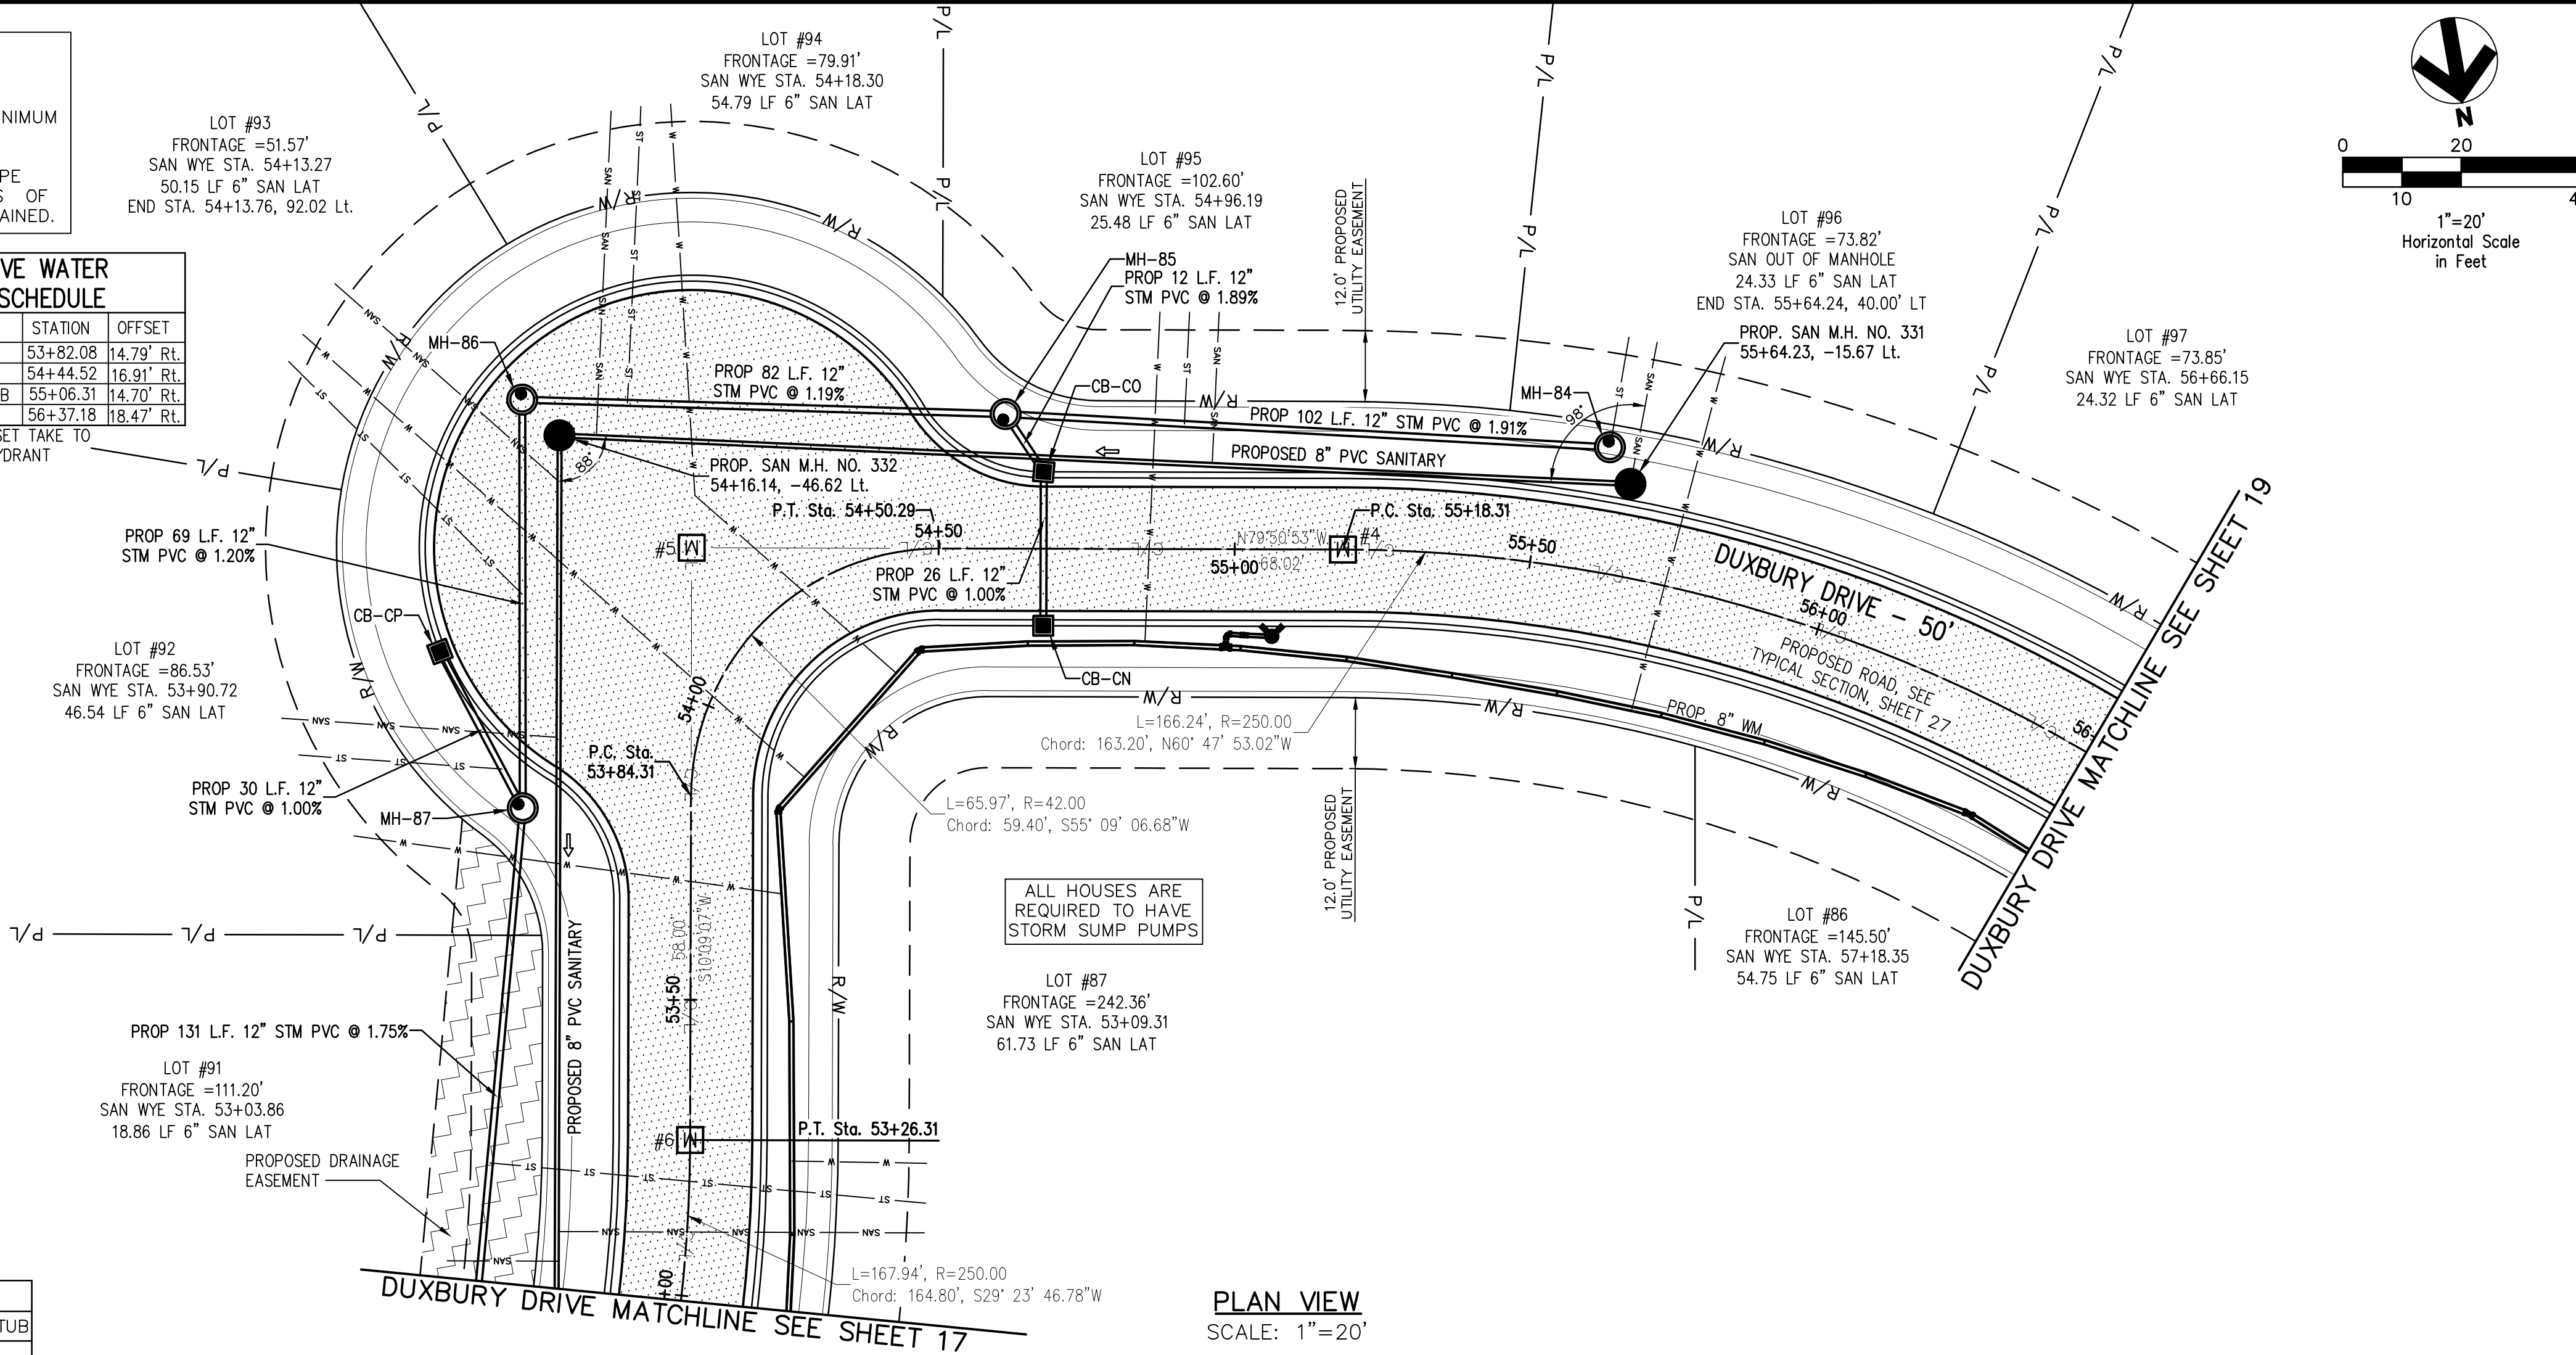 NIMUM
PE
S OF
AINED.
VE WATER
SCHEDULE
STATION OFFSET
53+82.08 14.79' Rt.
54+44.52 16.91' Rt.
B 55+06.31 14.70' Rt.
56+37.18 18.47' Rt.
SET TAKE TO
YDRANT
LOT #93
FRONTAGE =51.57'
SAN WYE STA. 54+13.27
50.15 LF 6" SAN LAT
END STA. 54+13.76, 92.02 Lt.
LOT #94
FRONTAGE =79.91'
SAN WYE STA. 54+18.30
54.79 LF 6" SAN LAT
LOT #95
FRONTAGE =102.60'
SAN WYE STA. 54+96.19
25.48 LF 6" SAN LAT
LOT #96
FRONTAGE =73.82'
SAN OUT OF MANHOLE
24.33 LF 6" SAN LAT
END STA. 55+64.24, 40.00' LT
PROP. SAN M.H. NO. 331
55+64.23, -15.67 Lt.
LOT #97
FRONTAGE =73.85'
SAN WYE STA. 56+66.15
24.32 LF 6" SAN LAT
N
0 20
10 4
1"=20'
Horizontal Scale
in Feet
12.0' PROPOSED
UTILITY EASEMENT
MH-85
PROP 12 L.F. 12"
STM PVC @ 1.89%
CB-CO
MH-84
MH-86
PROP 82 L.F. 12"
STM PVC @ 1.19%
PROP 102 L.F. 12" STM PVC @ 1.91%
PROPOSED 8" PVC SANITARY
98°
88°
PROP. SAN M.H. NO. 332
54+16.14, -46.62 Lt.
P.T. Sta. 54+50.29
54+50
P.C. Sta. 55+18.31
#4
#5
N79°50'53"W
68.02'
55+00
55+50
56+00
56+
DUXBURY DRIVE - 50'
PROPOSED ROAD, SEE
TYPICAL SECTION, SHEET 27
PROP 26 L.F. 12"
STM PVC @ 1.00%
PROP 69 L.F. 12"
STM PVC @ 1.20%
CB-CP
CB-CN
LOT #92
FRONTAGE =86.53'
SAN WYE STA. 53+90.72
46.54 LF 6" SAN LAT
54+00
P.C. Sta.
53+84.31
PROP 30 L.F. 12"
STM PVC @ 1.00%
MH-87
L=166.24', R=250.00
Chord: 163.20', N60° 47' 53.02"W
PROP. 8" WM
L=65.97', R=42.00
Chord: 59.40', S55° 09' 06.68"W
12.0' PROPOSED
UTILITY EASEMENT
ALL HOUSES ARE
REQUIRED TO HAVE
STORM SUMP PUMPS
LOT #86
FRONTAGE =145.50'
SAN WYE STA. 57+18.35
54.75 LF 6" SAN LAT
LOT #87
FRONTAGE =242.36'
SAN WYE STA. 53+09.31
61.73 LF 6" SAN LAT
58.00'
S10°09'07"W
53+50
PROPOSED 8" PVC SANITARY
PROP 131 L.F. 12" STM PVC @ 1.75%
LOT #91
FRONTAGE =111.20'
SAN WYE STA. 53+03.86
18.86 LF 6" SAN LAT
PROPOSED DRAINAGE
EASEMENT
#6
P.T. Sta. 53+26.31
+00
L=167.94', R=250.00
Chord: 164.80', S29° 23' 46.78"W
DUXBURY DRIVE MATCHLINE SEE SHEET 17
DUXBURY DRIVE MATCHLINE SEE SHEET 19
PLAN VIEW
SCALE: 1"=20'
TUB
P/L
P/L
P/L
P/L
P/L
P/L
P/L
P/L
P/L
P/L
P/L
P/L
P/L
R/W
R/W
R/W
R/W
R/W
R/W
R/W
R/W
R/W
R/W
R/W
R/W